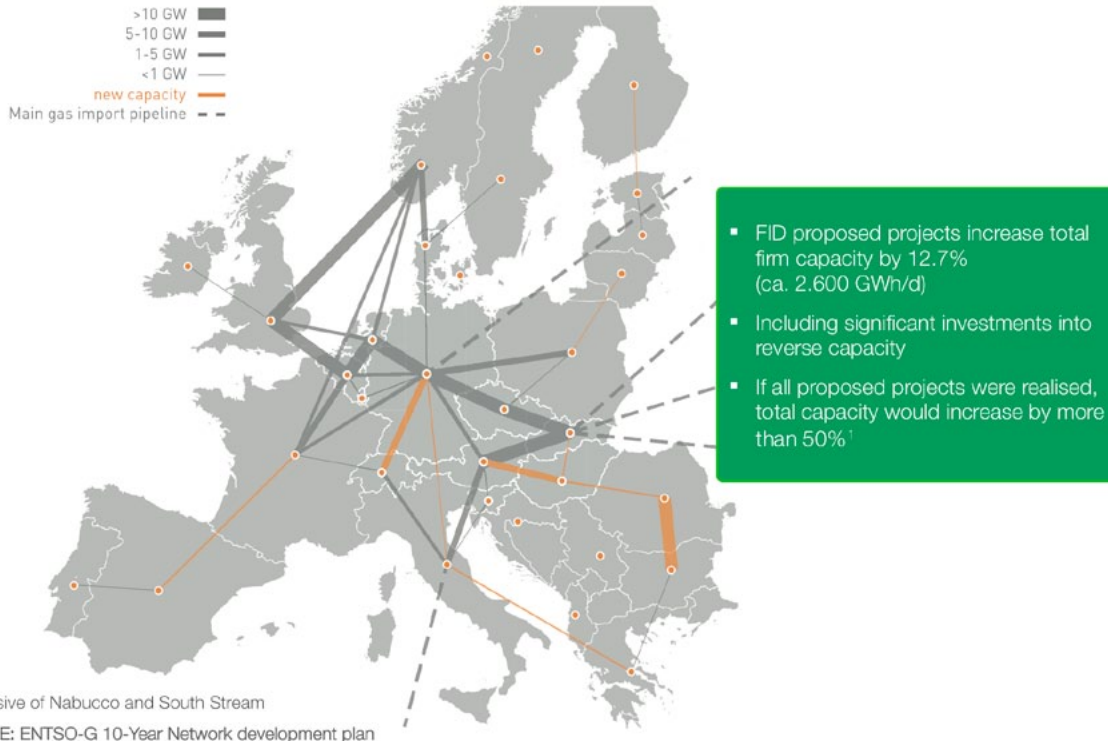 >10 GW
5-10 GW
1-5 GW
<1 GW
new capacity
Main gas import pipeline
▪ FID proposed projects increase total
firm capacity by 12.7%
(ca. 2.600 GWh/d)
▪ Including significant investments into
reverse capacity
▪ If all proposed projects were realised,
total capacity would increase by more
than 50%¹
sive of Nabucco and South Stream
E: ENTSO-G 10-Year Network development plan